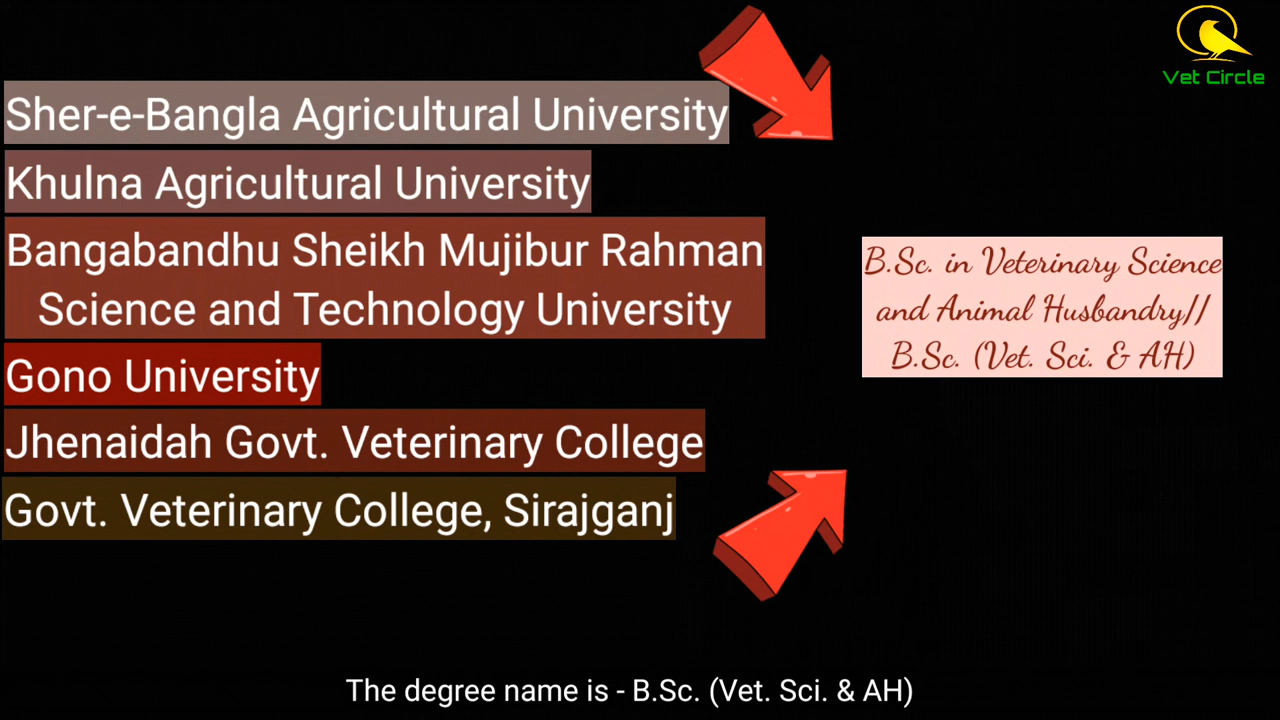 Vet Circle
Sher-e-Bangla Agricultural University
Khulna Agricultural University
Bangabandhu Sheikh Mujibur Rahman
Science and Technology University
Gono University
Jhenaidah Govt. Veterinary College
Govt. Veterinary College, Sirajganj
B.Sc. in Veterinary Science
and Animal Husbandry//
B.Sc. (Vet. Sci. & AH)
The degree name is - B.Sc. (Vet. Sci. & AH)